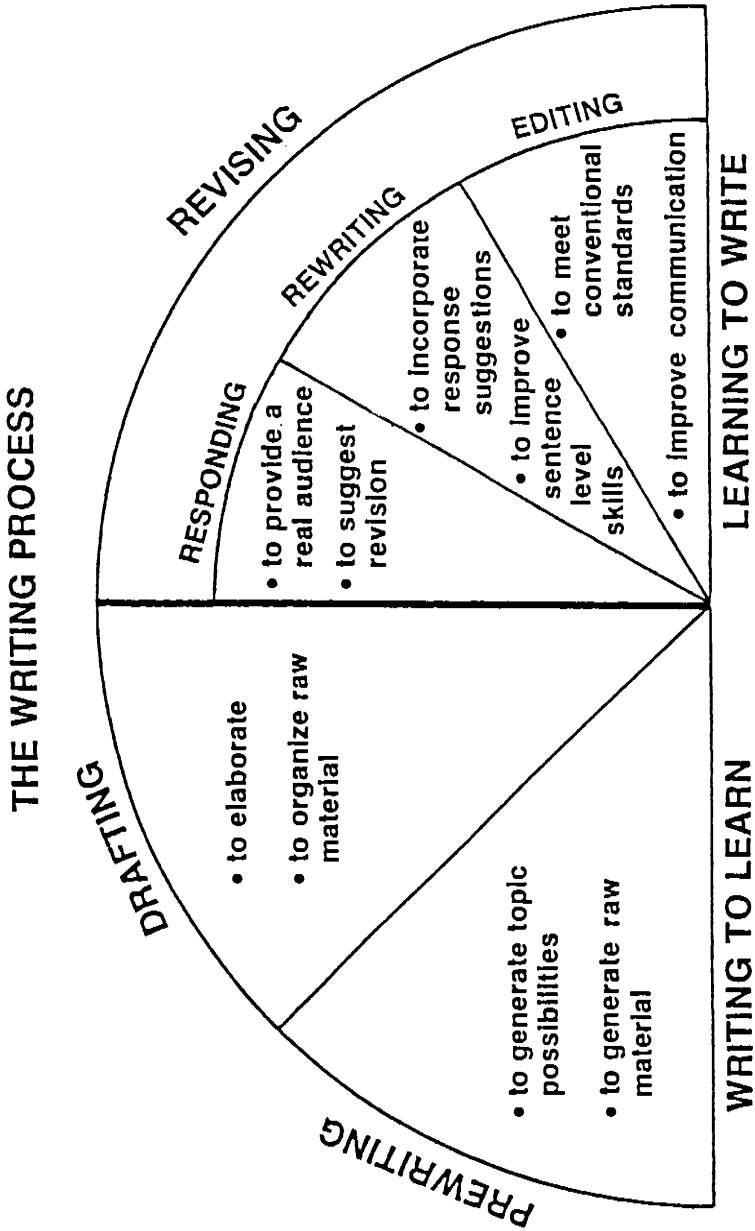 THE WRITING PROCESS
PREWRITING
• to generate topic
possibilities
• to generate raw
material
DRAFTING
• to elaborate
• to organize raw
material
REVISING
RESPONDING
• to provide a
real audience
• to suggest
revision
REWRITING
• to Incorporate
response
suggestions
• to Improve
sentence
level
skills
EDITING
• to meet
conventional
standards
• to Improve communication
WRITING TO LEARN
LEARNING TO WRITE